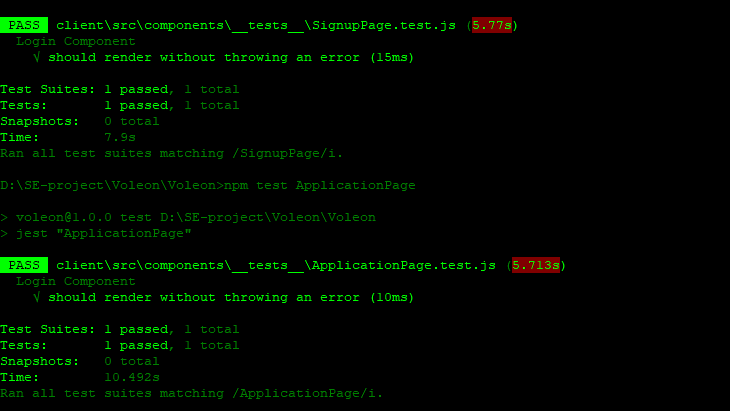 PASS client\src\components\__tests__\SignupPage.test.js (5.77s)
Login Component
√ should render without throwing an error (15ms)
Test Suites: 1 passed, 1 total
Tests: 1 passed, 1 total
Snapshots: 0 total
Time: 7.9s
Ran all test suites matching /SignupPage/i.
D:\SE-project\Voleon\Voleon>npm test ApplicationPage
> voleon@1.0.0 test D:\SE-project\Voleon\Voleon
> jest "ApplicationPage"
PASS client\src\components\__tests__\ApplicationPage.test.js (5.713s)
Login Component
√ should render without throwing an error (10ms)
Test Suites: 1 passed, 1 total
Tests: 1 passed, 1 total
Snapshots: 0 total
Time: 10.492s
Ran all test suites matching /ApplicationPage/i.